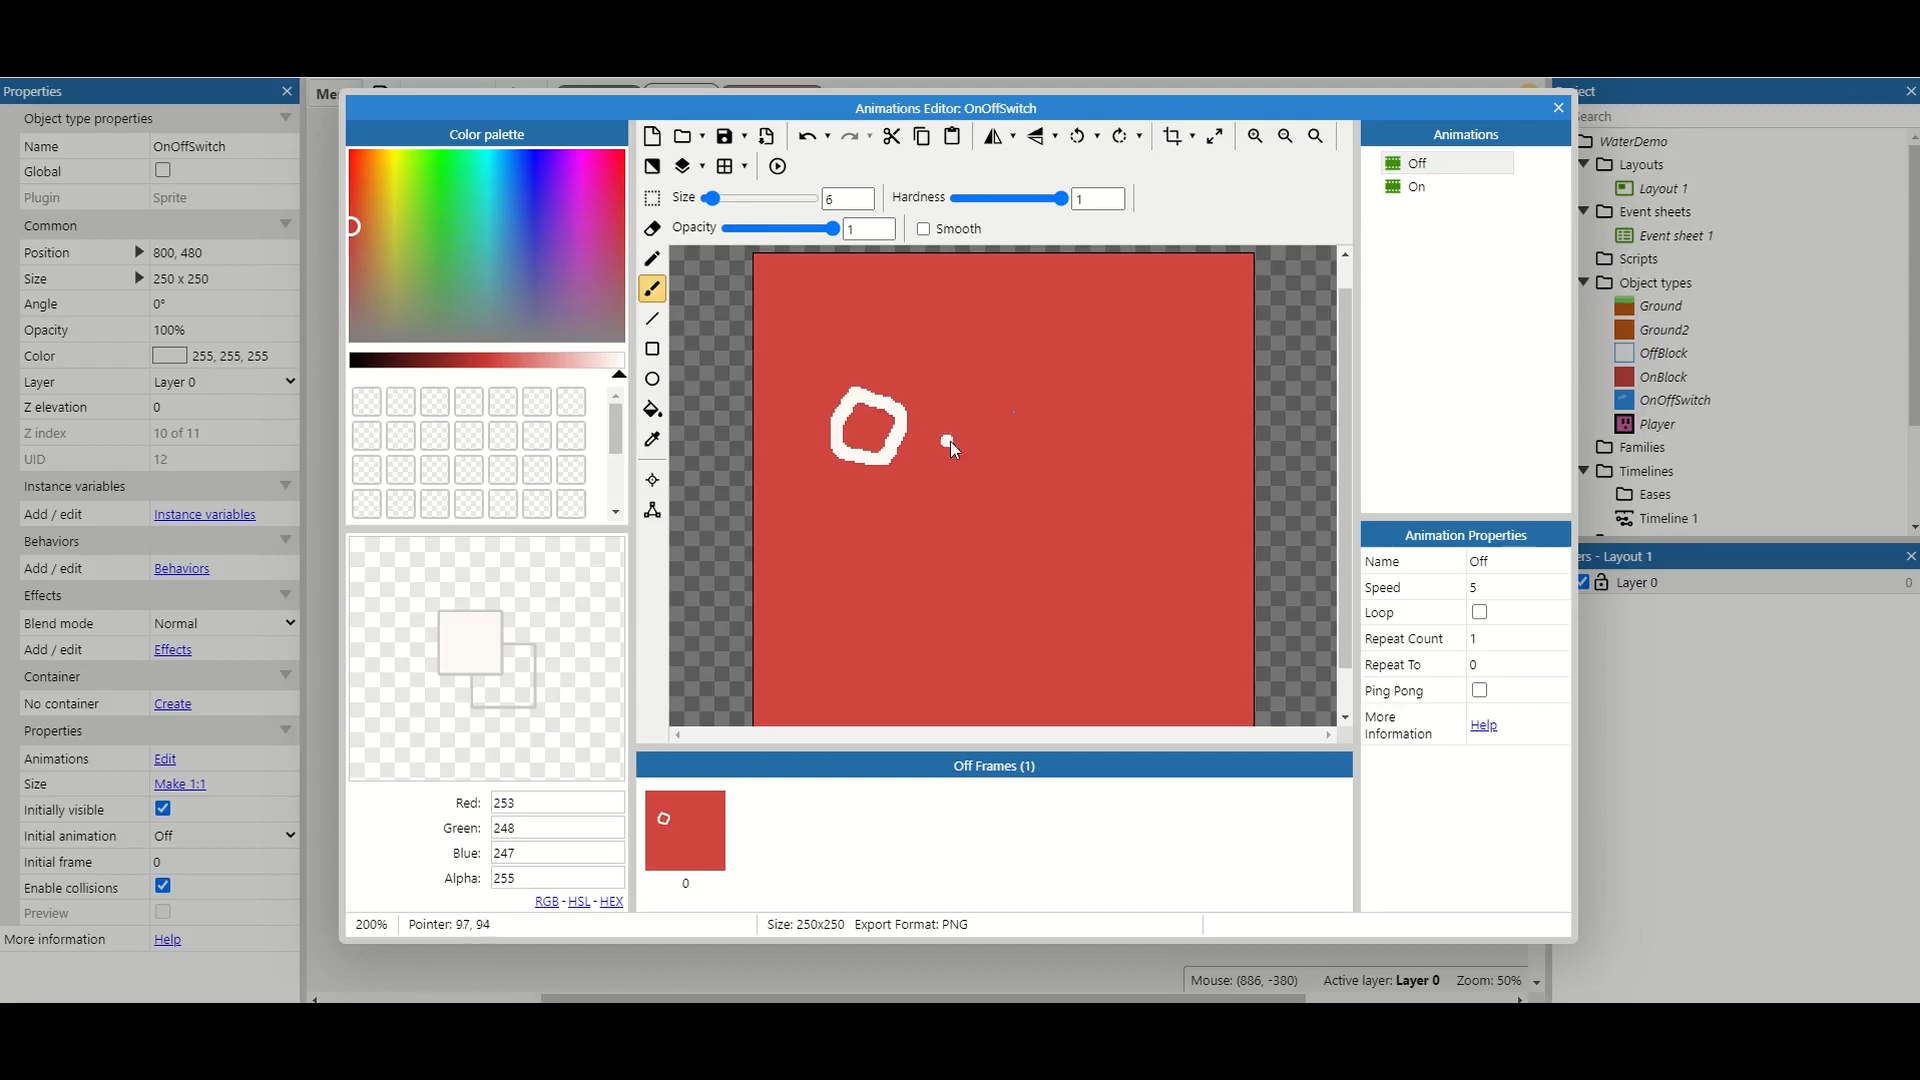 Properties
Object type properties
Name OnOffSwitch
Global
Plugin Sprite
Common
Position 800, 480
Size 250 x 250
Angle 0°
Opacity 100%
Color 255, 255, 255
Layer Layer 0
Z elevation 0
Z index 10 of 11
UID 12
Instance variables
Add / edit Instance variables
Behaviors
Add / edit Behaviors
Effects
Blend mode Normal
Add / edit Effects
Container
No container Create
Properties
Animations Edit
Size Make 1:1
Initially visible
Initial animation Off
Initial frame 0
Enable collisions
Preview
More information Help
Animations Editor: OnOffSwitch
Color palette
Red: 253
Green: 248
Blue: 247
Alpha: 255
RGB - HSL - HEX
200% Pointer: 97, 94
Size 6 Hardness 1
Opacity 1 Smooth
Off Frames (1)
0
Size: 250x250 Export Format: PNG
Animations
Off
On
Animation Properties
Name Off
Speed 5
Loop
Repeat Count 1
Repeat To 0
Ping Pong
More
Information Help
WaterDemo
Layouts
Layout 1
Event sheets
Event sheet 1
Scripts
Object types
Ground
Ground2
OffBlock
OnBlock
OnOffSwitch
Player
Families
Timelines
Eases
Timeline 1
ers - Layout 1
Layer 0 0
Mouse: (886, -380) Active layer: Layer 0 Zoom: 50%